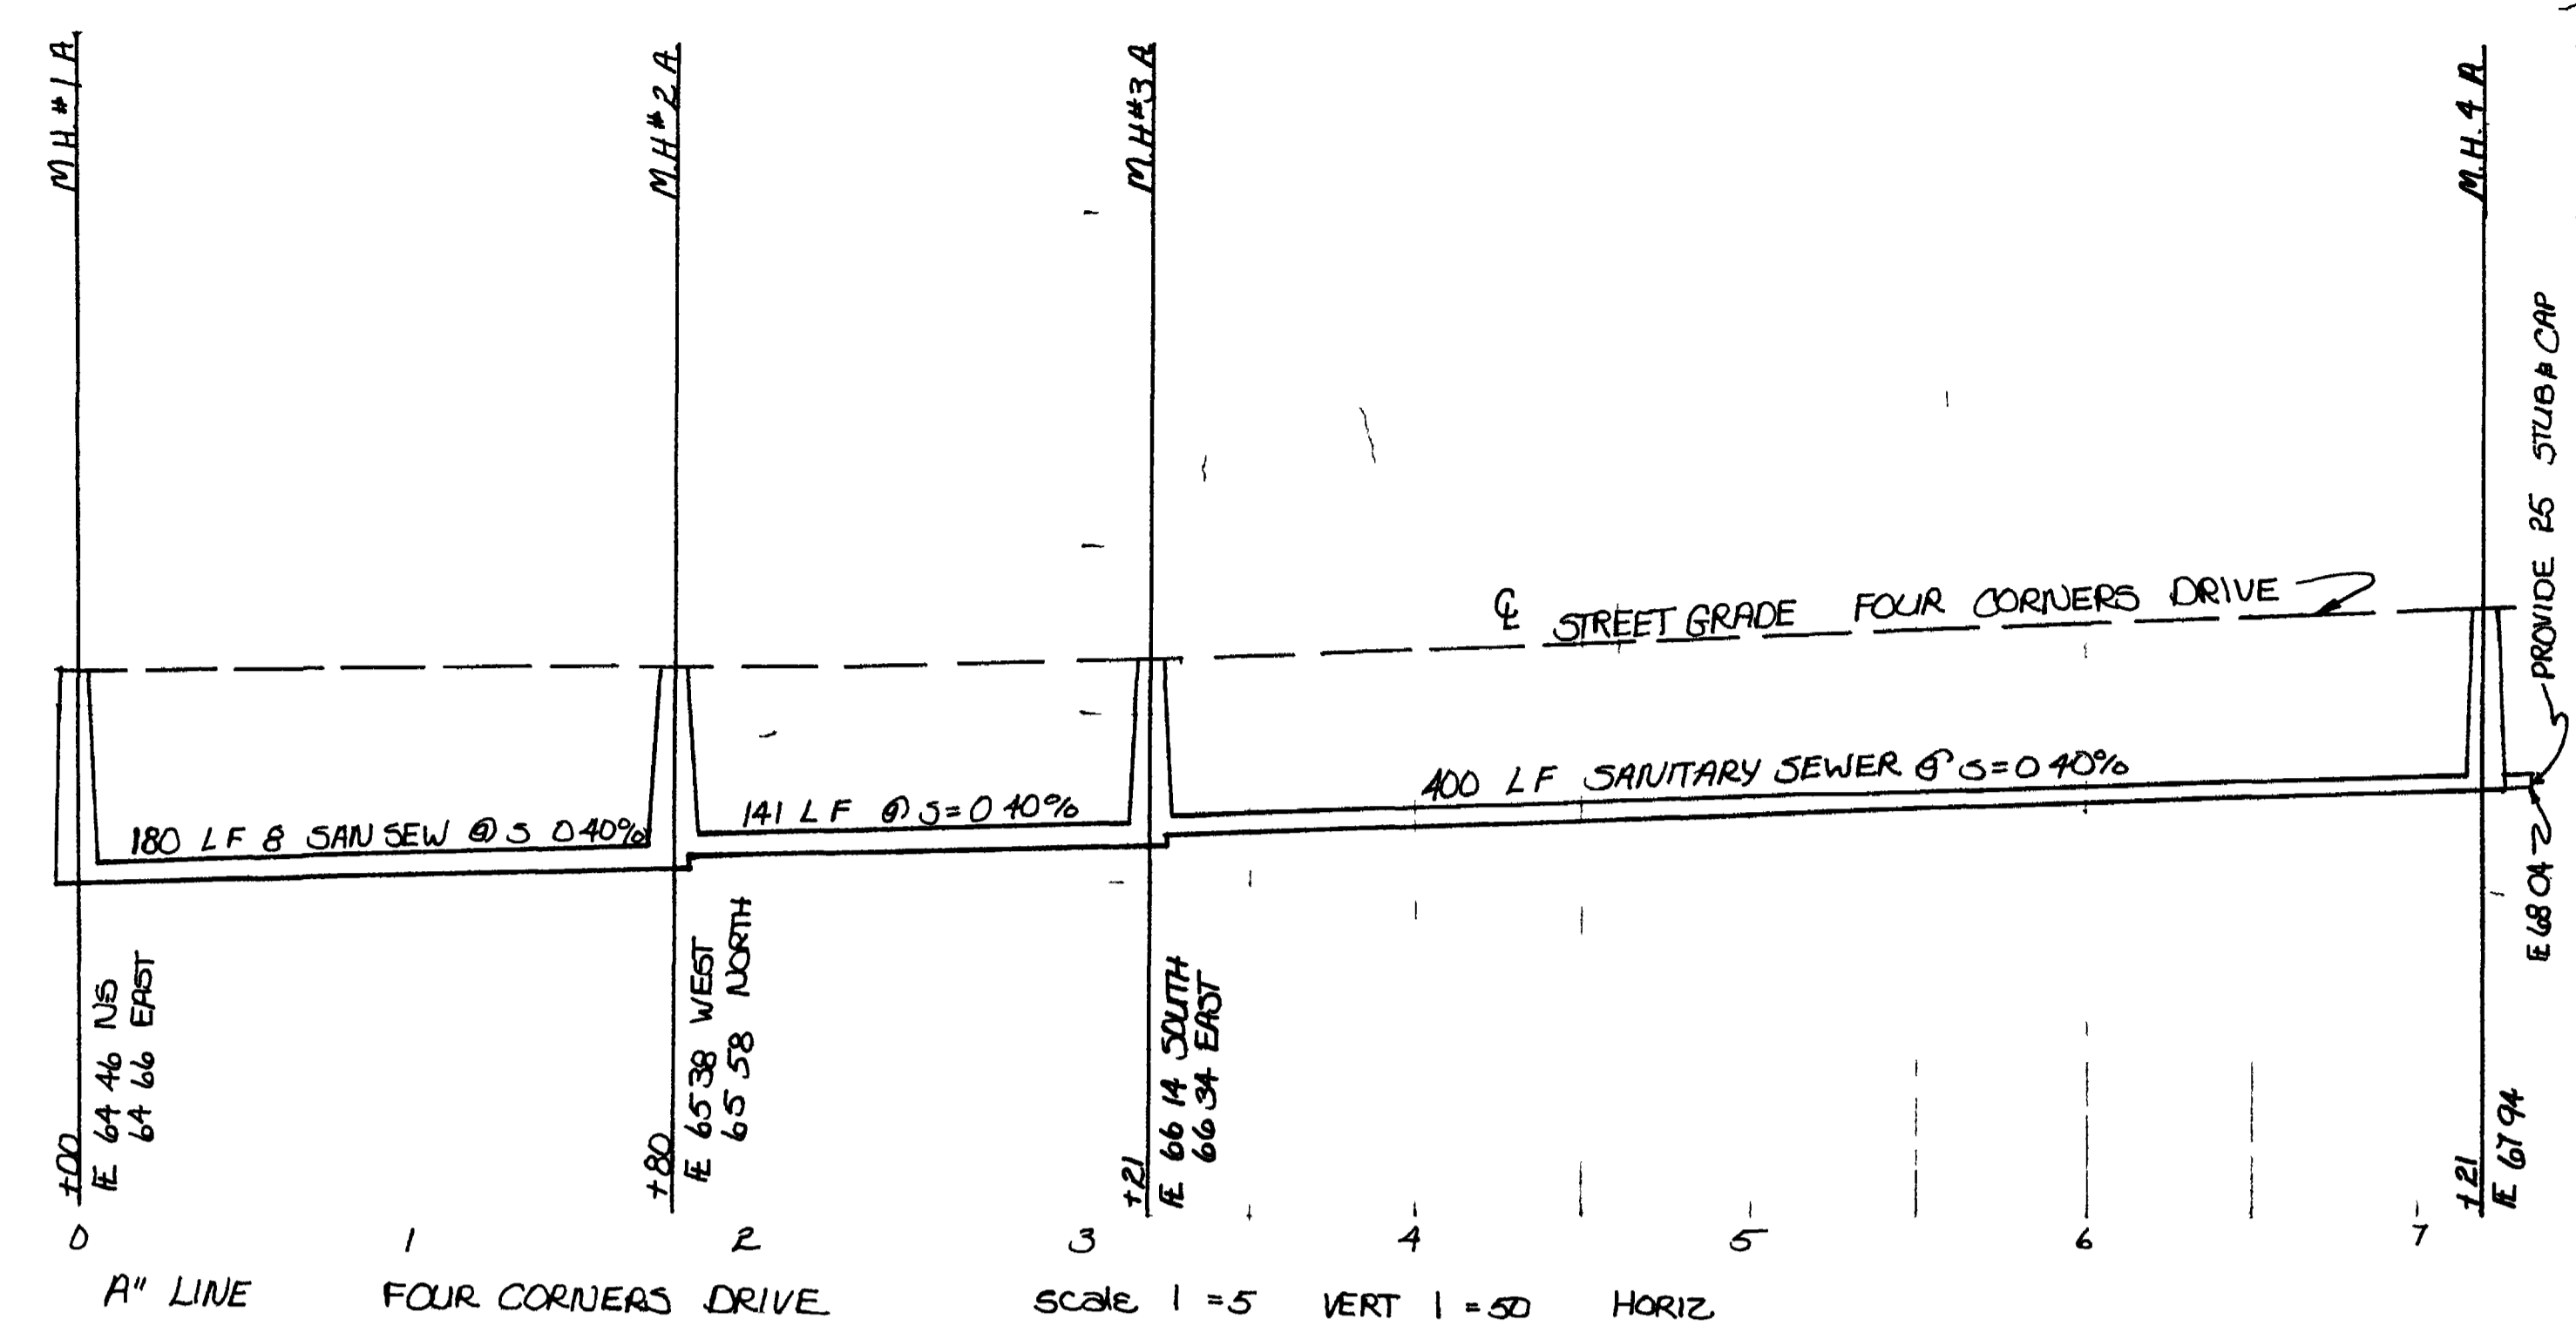 M H # 1 A
M.H # 2 A
M.H # 3 A
M.H. 4 A
PROVIDE 25 STUB & CAP
℄ STREET GRADE FOUR CORNERS DRIVE
400 LF SANITARY SEWER @ S=0 40%
141 LF @ S=0 40%
180 LF 8 SAN SEW @ S 0 40%
IE 68 04
+00
IE 64 46 NS
64 66 EAST
+80
IE 65 38 WEST
65 58 NORTH
+21
IE 66 14 SOUTH
66 34 EAST
+21
IE 67 94
0 1 2 3 4 5 6 7
A" LINE FOUR CORNERS DRIVE scale 1 =5 VERT 1 =50 HORIZ